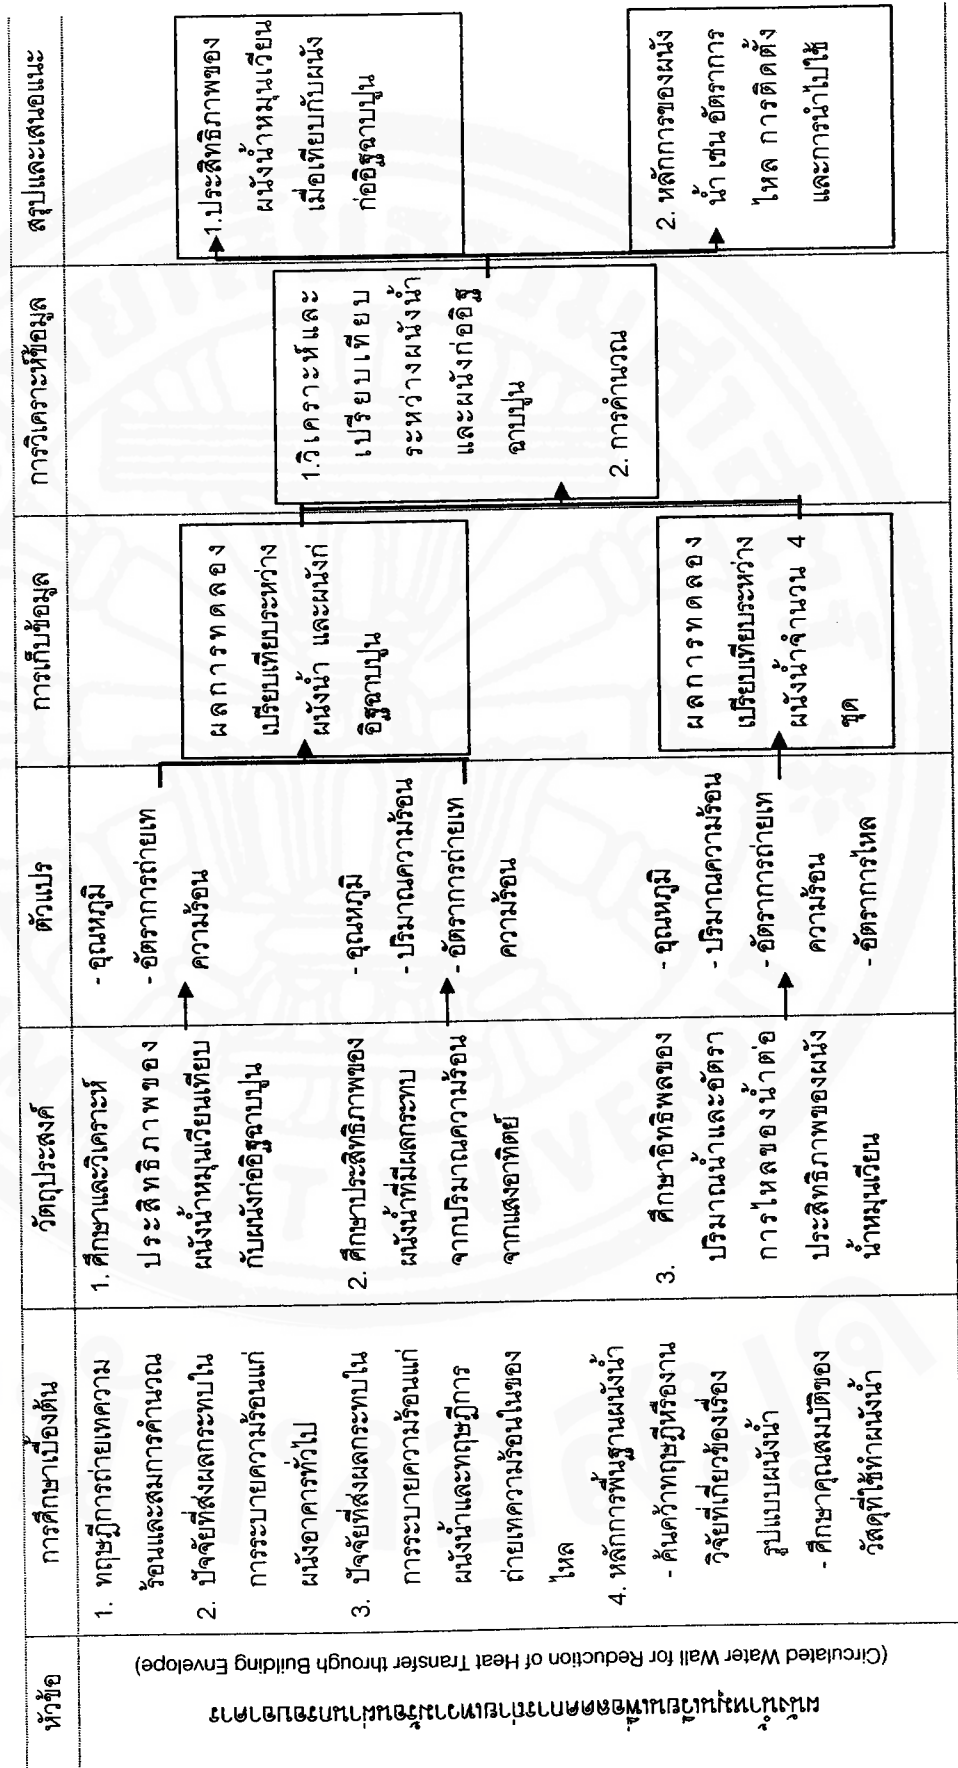 หัวข้อ
การศึกษาเบื้องต้น
วัตถุประสงค์
ตัวแปร
การเก็บข้อมูล
การวิเคราะห์ข้อมูล
สรุปและเสนอแนะ
ผนังน้ำหมุนเวียนเพื่อลดการถ่ายเทความร้อนผ่านกรอบอาคาร
(Circulated Water Wall for Reduction of Heat Transfer through Building Envelope)
1. ทฤษฎีการถ่ายเทความ
ร้อนและสมการคำนวณ
2. ปัจจัยที่ส่งผลกระทบใน
การระบายความร้อนแก่
ผนังอาคารทั่วไป
3. ปัจจัยที่ส่งผลกระทบใน
การระบายความร้อนแก่
ผนังน้ำและทฤษฎีการ
ถ่ายเทความร้อนในของ
ไหล
4. หลักการพื้นฐานผนังน้ำ
- ค้นคว้าทฤษฎีหรืองาน
วิจัยที่เกี่ยวข้องเรื่อง
รูปแบบผนังน้ำ
- ศึกษาคุณสมบัติของ
วัสดุที่ใช้ทำผนังน้ำ
1. ศึกษาและวิเคราะห์
ประสิทธิภาพของ
ผนังน้ำหมุนเวียนเทียบ
กับผนังก่ออิฐฉาบปูน
2. ศึกษาประสิทธิภาพของ
ผนังน้ำที่มีผลกระทบ
จากปริมาณความร้อน
จากแสงอาทิตย์
3. ศึกษาอิทธิพลของ
ปริมาณน้ำและอัตรา
การไหลของน้ำต่อ
ประสิทธิภาพของผนัง
น้ำหมุนเวียน
- อุณหภูมิ
- อัตราการถ่ายเท
ความร้อน
- อุณหภูมิ
- ปริมาณความร้อน
- อัตราการถ่ายเท
ความร้อน
- อุณหภูมิ
- ปริมาณความร้อน
- อัตราการถ่ายเท
ความร้อน
- อัตราการไหล
ผลการทดลอง
เปรียบเทียบระหว่าง
ผนังน้ำ และผนังก่
อิฐฉาบปูน
ผลการทดลอง
เปรียบเทียบระหว่าง
ผนังน้ำจำนวน 4
ชุด
1.วิเคราะห์และ
เปรียบเทียบ
ระหว่างผนังน้ำ
และผนังก่ออิฐ
ฉาบปูน
2. การคำนวณ
1.ประสิทธิภาพของ
ผนังน้ำหมุนเวียน
เมื่อเทียบกับผนัง
ก่ออิฐฉาบปูน
2. หลักการของผนัง
น้ำ เช่น อัตราการ
ไหล การติดตั้ง
และการนำไปใช้